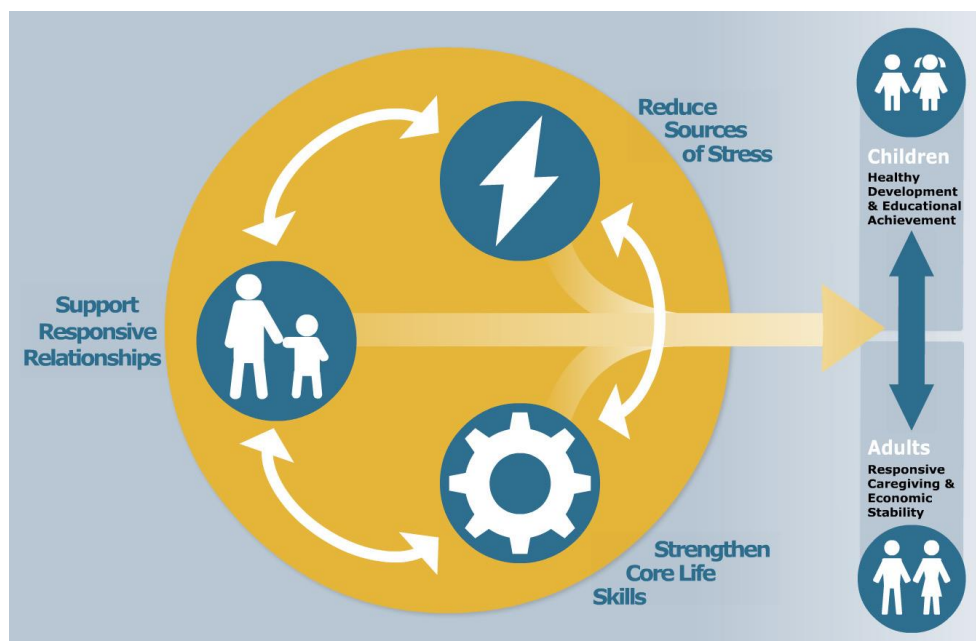 Reduce
Sources
of Stress
Support
Responsive
Relationships
Strengthen
Core Life
Skills
Children
Healthy
Development
& Educational
Achievement
Adults
Responsive
Caregiving &
Economic
Stability